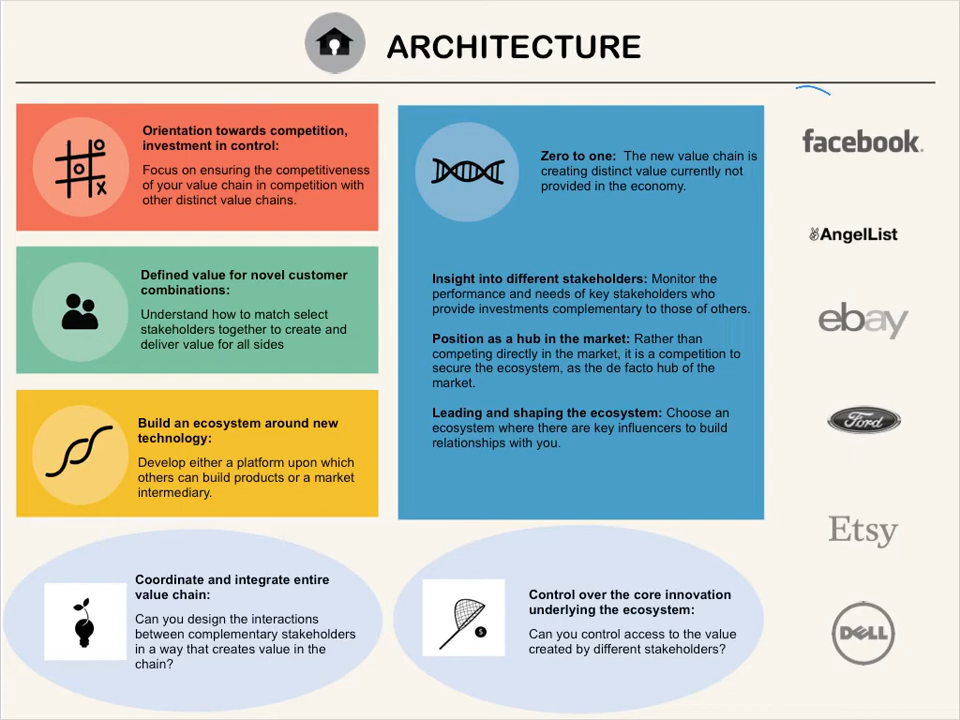 ARCHITECTURE
Orientation towards competition,
investment in control:
Focus on ensuring the competitiveness
of your value chain in competition with
other distinct value chains.
Defined value for novel customer
combinations:
Understand how to match select
stakeholders together to create and
deliver value for all sides
Build an ecosystem around new
technology:
Develop either a platform upon which
others can build products or a market
intermediary.
Zero to one: The new value chain is
creating distinct value currently not
provided in the economy.
Insight into different stakeholders: Monitor the
performance and needs of key stakeholders who
provide investments complementary to those of others.
Position as a hub in the market: Rather than
competing directly in the market, it is a competition to
secure the ecosystem, as the de facto hub of the
market.
Leading and shaping the ecosystem: Choose an
ecosystem where there are key influencers to build
relationships with you.
Coordinate and integrate entire
value chain:
Can you design the interactions
between complementary stakeholders
in a way that creates value in the
chain?
Control over the core innovation
underlying the ecosystem:
Can you control access to the value
created by different stakeholders?
$
facebook.
AngelList
ebay
Ford
Etsy
DELL